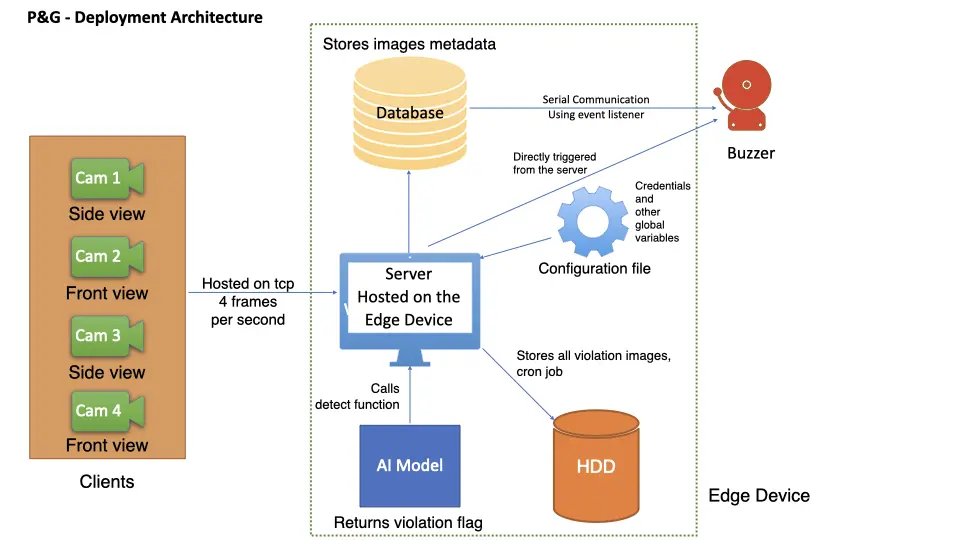 P&G - Deployment Architecture
Stores images metadata
Database
Serial Communication
Using event listener
Buzzer
Directly triggered
from the server
Credentials
and
other
global
variables
Configuration file
Cam 1
Side view
Cam 2
Front view
Cam 3
Side view
Cam 4
Front view
Clients
Hosted on tcp
4 frames
per second
Server
Hosted on the
Edge Device
Stores all violation images,
cron job
Calls
detect function
AI Model
Returns violation flag
HDD
Edge Device